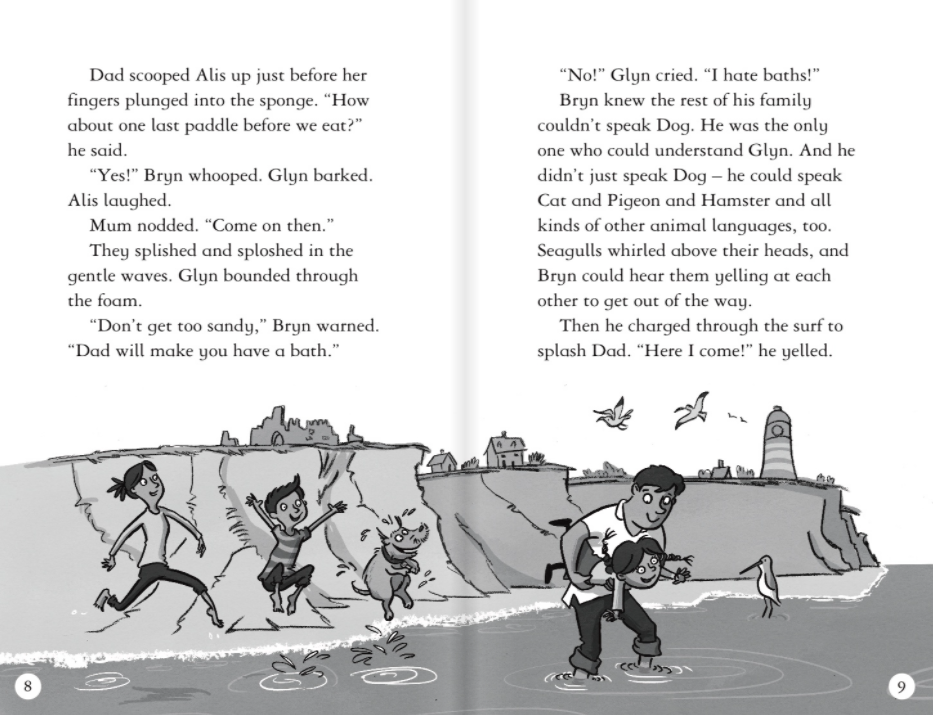 Dad scooped Alis up just before her
fingers plunged into the sponge. “How
about one last paddle before we eat?”
he said.
“Yes!” Bryn whooped. Glyn barked.
Alis laughed.
Mum nodded. “Come on then.”
They splished and sploshed in the
gentle waves. Glyn bounded through
the foam.
“Don’t get too sandy,” Bryn warned.
“Dad will make you have a bath.”
8
“No!” Glyn cried. “I hate baths!”
Bryn knew the rest of his family
couldn’t speak Dog. He was the only
one who could understand Glyn. And he
didn’t just speak Dog – he could speak
Cat and Pigeon and Hamster and all
kinds of other animal languages, too.
Seagulls whirled above their heads, and
Bryn could hear them yelling at each
other to get out of the way.
Then he charged through the surf to
splash Dad. “Here I come!” he yelled.
9